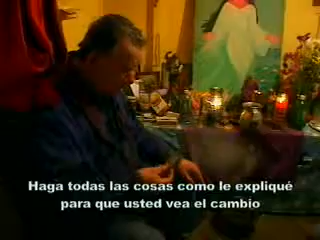 Haga todas las cosas como le expliqué
para que usted vea el cambio